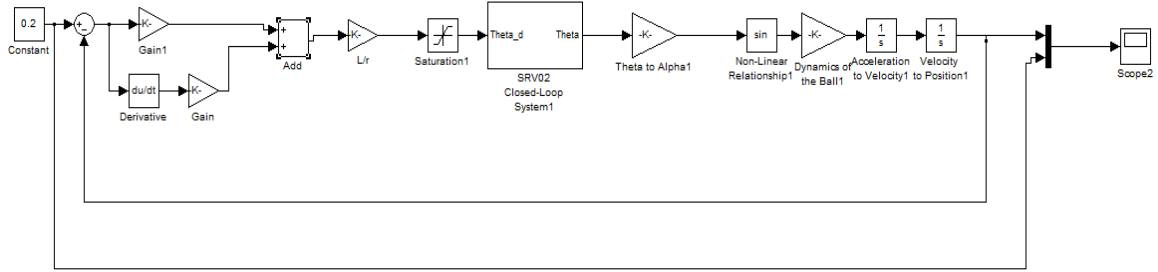 0.2
Constant
+
−
-K-
Gain1
du/dt
Derivative
-K-
Gain
+
+
Add
-K-
L/r
Saturation1
Theta_d
Theta
SRV02
Closed-Loop
System1
-K-
Theta to Alpha1
sin
Non-Linear
Relationship1
-K-
Dynamics of
the Ball1
1
s
Acceleration
to Velocity1
1
s
Velocity
to Position1
Scope2